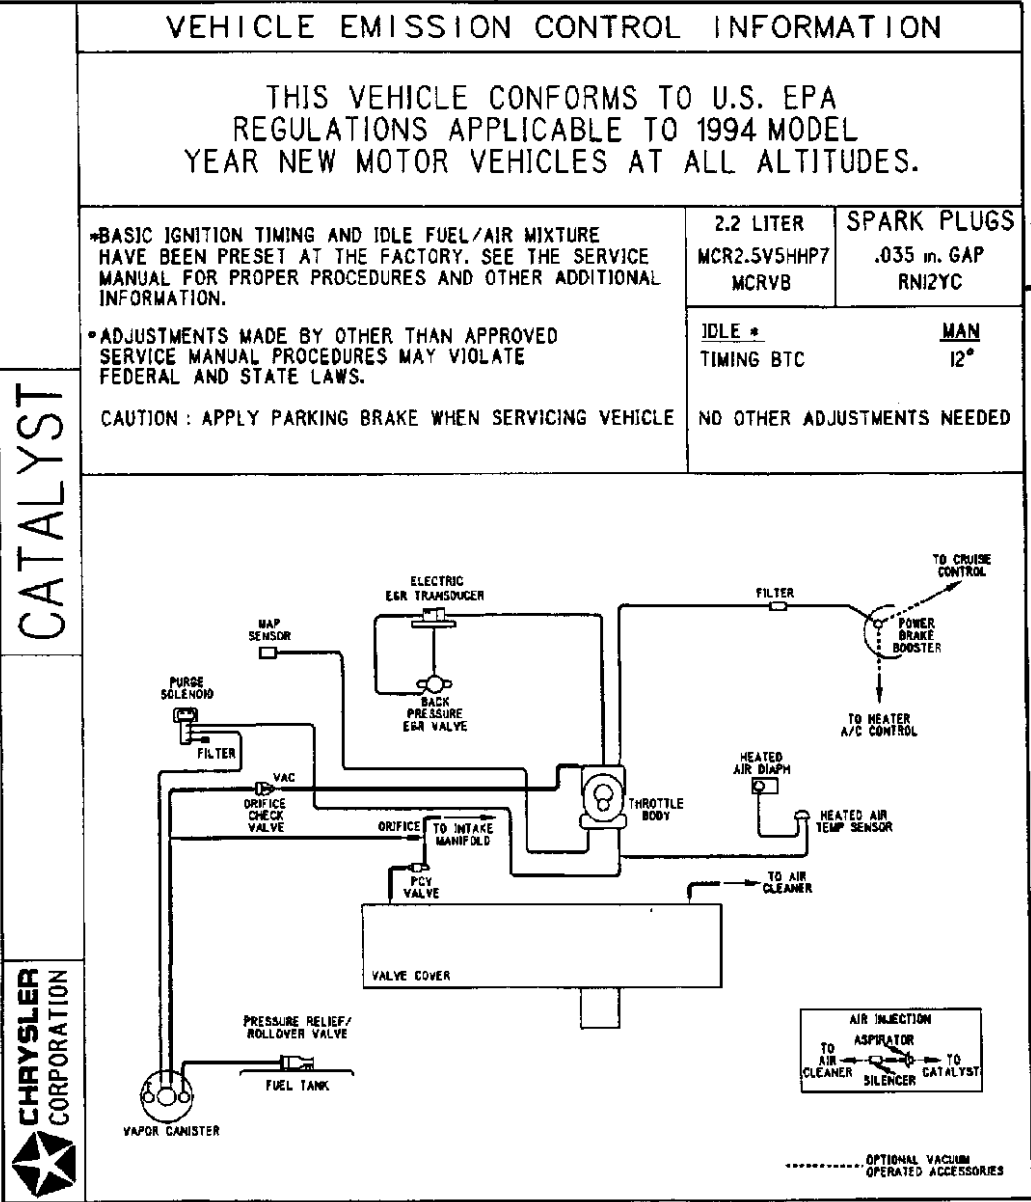 VEHICLE EMISSION CONTROL INFORMATION
THIS VEHICLE CONFORMS TO U.S. EPA
REGULATIONS APPLICABLE TO 1994 MODEL
YEAR NEW MOTOR VEHICLES AT ALL ALTITUDES.
*BASIC IGNITION TIMING AND IDLE FUEL/AIR MIXTURE
HAVE BEEN PRESET AT THE FACTORY. SEE THE SERVICE
MANUAL FOR PROPER PROCEDURES AND OTHER ADDITIONAL
INFORMATION.
•ADJUSTMENTS MADE BY OTHER THAN APPROVED
SERVICE MANUAL PROCEDURES MAY VIOLATE
FEDERAL AND STATE LAWS.
CAUTION : APPLY PARKING BRAKE WHEN SERVICING VEHICLE
2.2 LITER
MCR2.5V5HHP7
MCRVB
SPARK PLUGS
.035 in. GAP
RN12YC
IDLE * MAN
TIMING BTC 12°
NO OTHER ADJUSTMENTS NEEDED
CATALYST
CHRYSLER
CORPORATION
TO CRUISE
CONTROL
ELECTRIC
EGR TRANSDUCER
FILTER
MAP
SENSOR
POWER
BRAKE
BOOSTER
PURGE
SOLENOID
BACK
PRESSURE
EGR VALVE
TO HEATER
A/C CONTROL
FILTER
HEATED
AIR DIAPH
VAC
ORIFICE
CHECK
VALVE
THROTTLE
BODY
HEATED AIR
TEMP SENSOR
ORIFICE
TO INTAKE
MANIFOLD
PCV
VALVE
TO AIR
CLEANER
VALVE COVER
PRESSURE RELIEF/
ROLLOVER VALVE
FUEL TANK
VAPOR CANISTER
AIR INJECTION
ASPIRATOR
TO
AIR
CLEANER
SILENCER
TO
CATALYST
OPTIONAL VACUUM
OPERATED ACCESSORIES